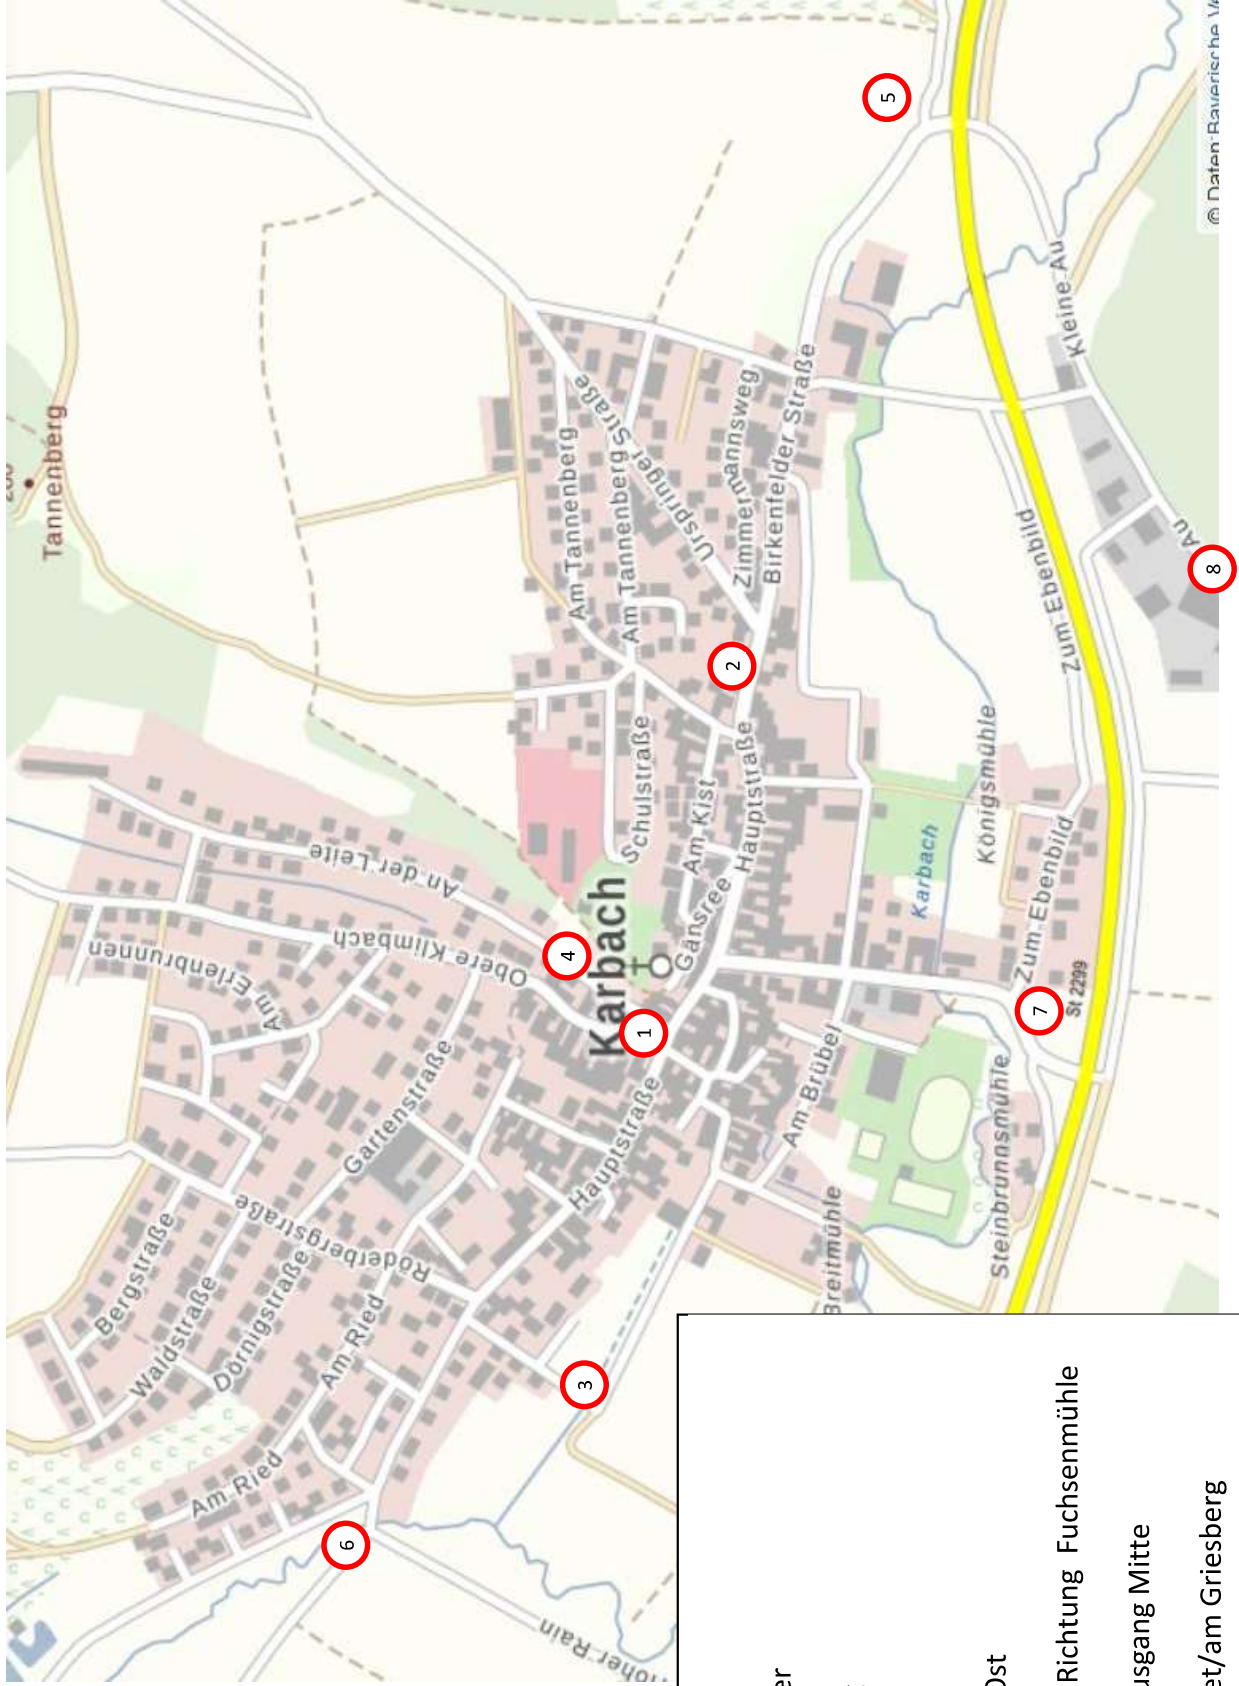 Tannenberg
Am Tannenberg
Am Tannenberg
Straße
Urspringer
Zimmermannsweg
Birkenfelder Straße
Kleine Au
Au
Zum Ebenbild
Schulstraße
Am Kist
Hauptstraße
Gänsree
Königsmühle
Karbach
Zum Ebenbild
St 2299
An der Leite
Obere Klimbach
Am Erlenbrunnen
Karbach
Gartenstraße
Hauptstraße
Am Brübel
Steinbrunnsmühle
Breitmühle
Röderbergstraße
Bergstraße
Waldstraße
Dörnigstraße
Am Ried
Am Ried
Hoher Rain
1
2
3
4
5
6
7
8
Ost
Richtung Fuchsenmühle
usgang Mitte
et/am Griesberg
© Daten:Bayerische Ve